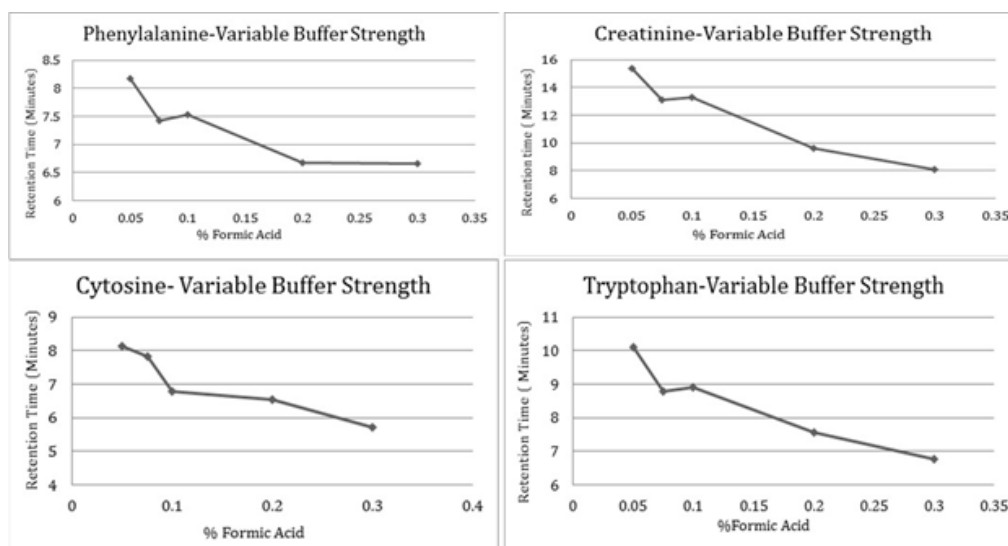 Phenylalanine-Variable Buffer Strength
Retention Time (Minutes)
8.5
8
7.5
7
6.5
6
0 0.05 0.1 0.15 0.2 0.25 0.3 0.35
% Formic Acid
Creatinine-Variable Buffer Strength
Retention time ( Minutes)
16
14
12
10
8
6
0 0.05 0.1 0.15 0.2 0.25 0.3 0.35
% Formic Acid
Cytosine- Variable Buffer Strength
Retention Time (Minutes)
9
8
7
6
5
4
0 0.1 0.2 0.3 0.4
% Formic Acid
Tryptophan-Variable Buffer Strength
Retention Time ( Minutes)
11
10
9
8
7
6
0 0.05 0.1 0.15 0.2 0.25 0.3 0.35
%Formic Acid